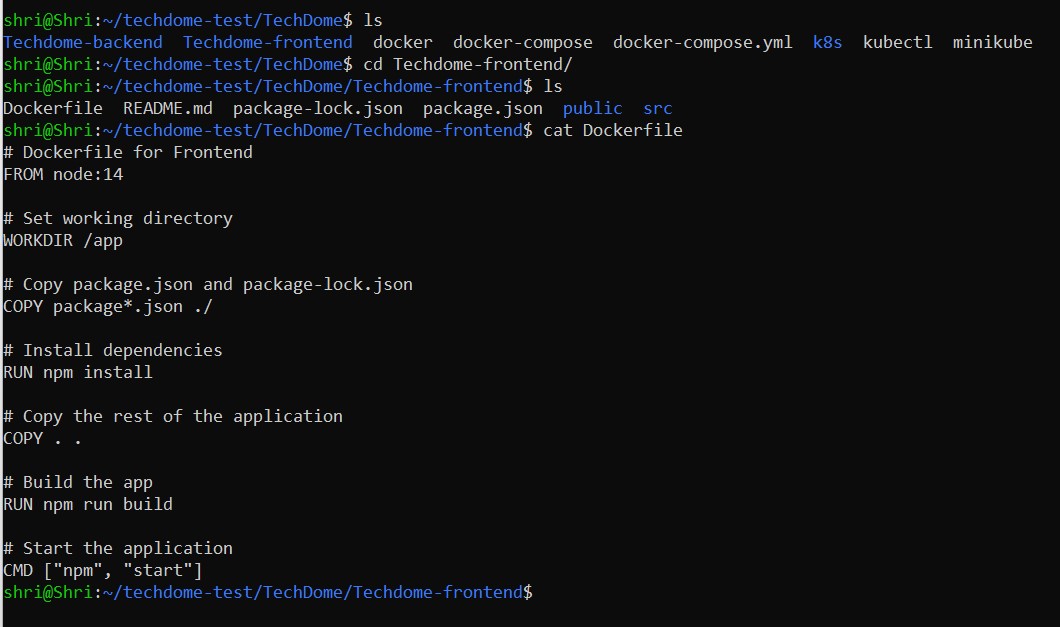 shri@Shri:~/techdome-test/TechDome$ ls
Techdome-backend  Techdome-frontend  docker  docker-compose  docker-compose.yml  k8s  kubectl  minikube
shri@Shri:~/techdome-test/TechDome$ cd Techdome-frontend/
shri@Shri:~/techdome-test/TechDome/Techdome-frontend$ ls
Dockerfile  README.md  package-lock.json  package.json  public  src
shri@Shri:~/techdome-test/TechDome/Techdome-frontend$ cat Dockerfile
# Dockerfile for Frontend
FROM node:14
# Set working directory
WORKDIR /app
# Copy package.json and package-lock.json
COPY package*.json ./
# Install dependencies
RUN npm install
# Copy the rest of the application
COPY . .
# Build the app
RUN npm run build
# Start the application
CMD ["npm", "start"]
shri@Shri:~/techdome-test/TechDome/Techdome-frontend$